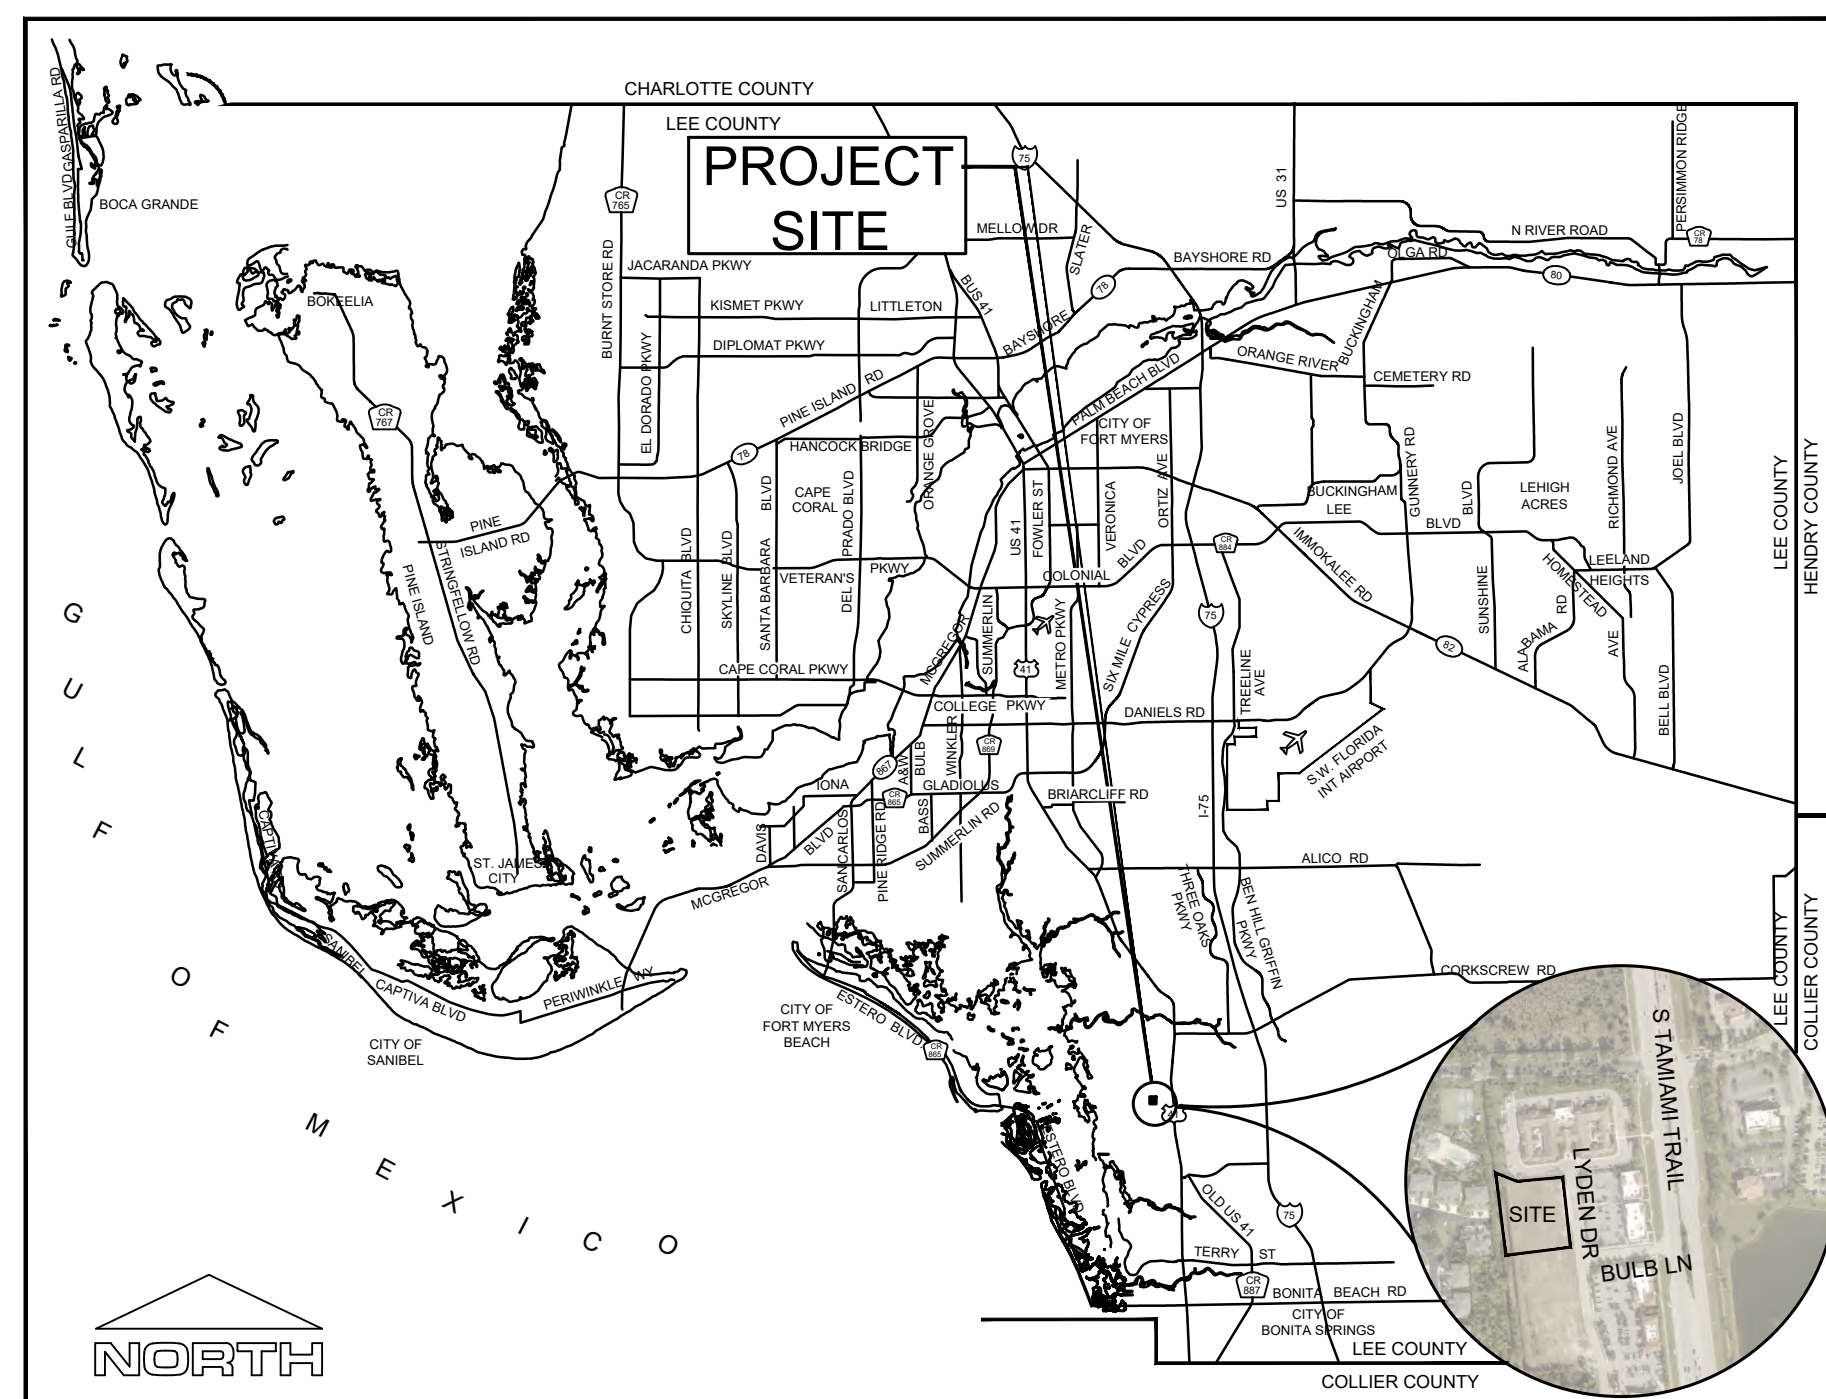 CHARLOTTE COUNTY
LEE COUNTY
PROJECT
SITE
GASPARILLA RD
GULF BLVD
BOCA GRANDE
CR
765
75
US 31
PERSIMMON RIDGE
MELLOW DR
SLATER
BAYSHORE RD
N RIVER ROAD
CR
78
OLGA RD
80
BURNT STORE RD
JACARANDA PKWY
BUS 41
78
BOKEELIA
KISMET PKWY
LITTLETON
DIPLOMAT PKWY
BAYSHORE
BUCKINGHAM
ORANGE RIVER
CEMETERY RD
EL DORADO PKWY
PINE ISLAND RD
PALM BEACH BLVD
CR
767
78
HANCOCK BRIDGE
ORANGE GROVE
CITY OF
FORT MYERS
ORTIZ AVE
GUNNERY RD
RICHMOND AVE
JOEL BLVD
LEE COUNTY
HENDRY COUNTY
CAPE
CORAL
BLVD
DEL PRADO BLVD
US 41
FOWLER ST
VERONICA
BUCKINGHAM
LEE
BLVD
BLVD
LEHIGH
ACRES
PINE
ISLAND RD
STRINGFELLOW RD
PINE ISLAND
CHIQUITA BLVD
SKYLINE BLVD
SANTA BARBARA
VETERAN'S
PKWY
COLONIAL
BLVD
CR
884
IMMOKALEE RD
SUNSHINE
HOMESTEAD
LEELAND
HEIGHTS
ALABAMA
RD
AVE
BELL BLVD
75
82
SUMMERLIN
MCGREGOR
METRO PKWY
SIX MILE CYPRESS
TREELINE
AVE
CAPE CORAL PKWY
41
COLLEGE PKWY
DANIELS RD
WINKLER
CR
869
S.W. FLORIDA
INT AIRPORT
867
A&W
BULB
IONA
CR
865
GLADIOLUS
BRIARCLIFF RD
I-75
DAVIS
BLVD
SANCARLOS
PINE RIDGE RD
BASS
SUMMERLIN RD
ALICO RD
CAPTIVA
ST. JAMES
CITY
MCGREGOR
THREE OAKS
PKWY
BEN HILL GRIFFIN
PKWY
CORKSCREW RD
LEE COUNTY
COLLIER COUNTY
SANIBEL
CAPTIVA BLVD
PERIWINKLE WY
CITY OF
SANIBEL
CITY OF
FORT MYERS
BEACH
ESTERO BLVD.
CR
865
41
ESTERO BLVD
OLD US 41
75
TERRY ST
CR
887
BONITA BEACH RD
CITY OF
BONITA SPRINGS
LEE COUNTY
COLLIER COUNTY
S TAMIAMI TRAIL
LYDEN DR
SITE
BULB LN
GULF
OF
MEXICO
NORTH